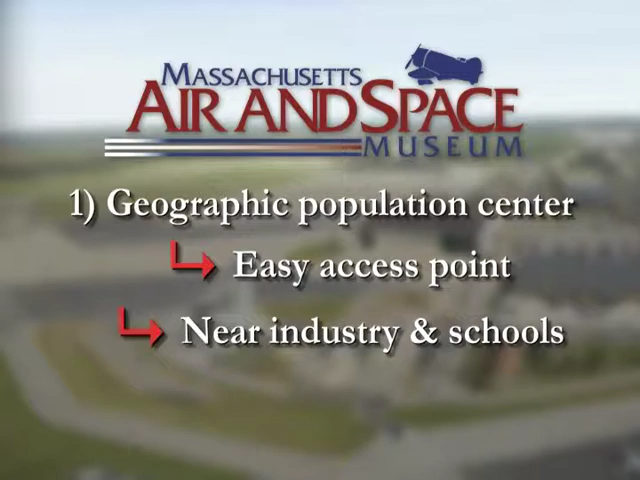 MASSACHUSETTS
AIR AND SPACE
MUSEUM
1) Geographic population center
Easy access point
Near industry & schools